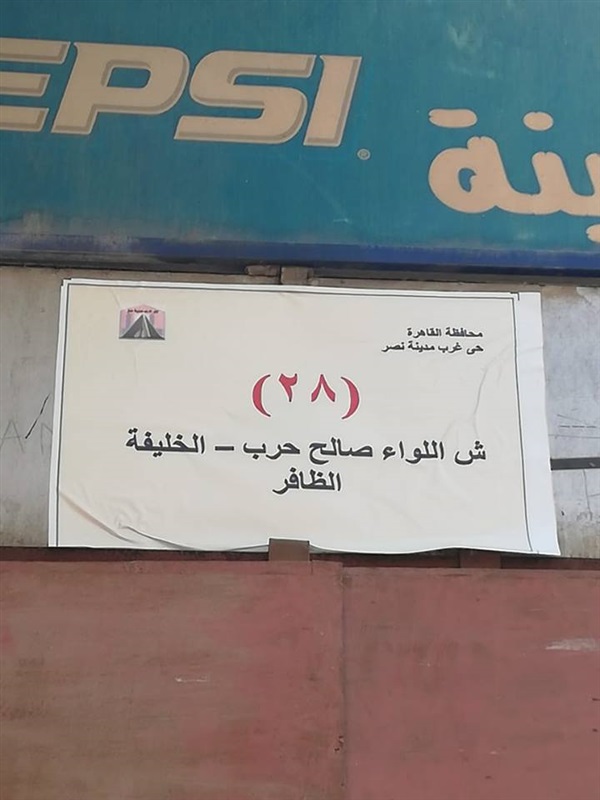 EPSI
ينة
محافظة القاهرة
حى غرب مدينة نصر
(٢٨)
ش اللواء صالح حرب – الخليفة
الظافر